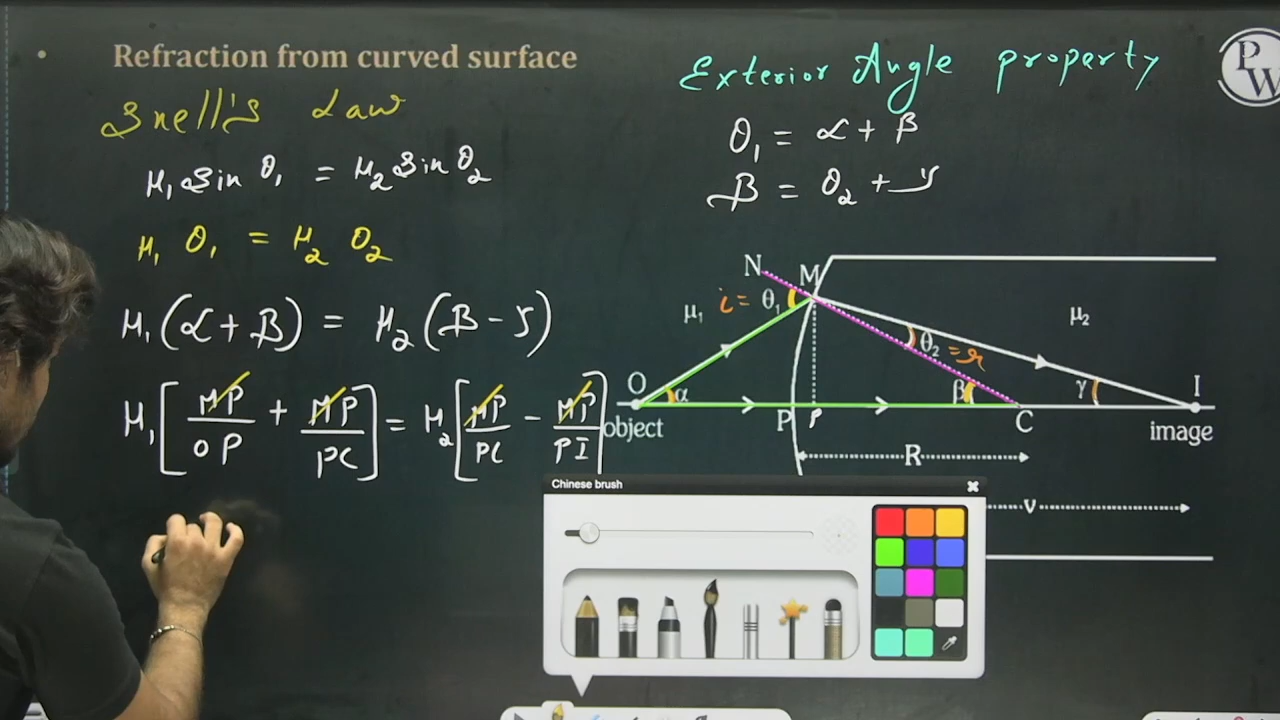 • Refraction from curved surface
Snell's Law
μ₁ sin θ₁ = μ₂ sin θ₂
μ₁ θ₁ = μ₂ θ₂
μ₁(α + β) = μ₂(β - γ)
μ₁[MP/OP + MP/PC] = μ₂[MP/PC - MP/PI]
Exterior Angle property
θ₁ = α + β
β = θ₂ + γ
PW
N
M
i = θ₁
μ₁
μ₂
θ₂ = r
O
α
β
γ
I
object
P
P
C
image
R
v
Chinese brush